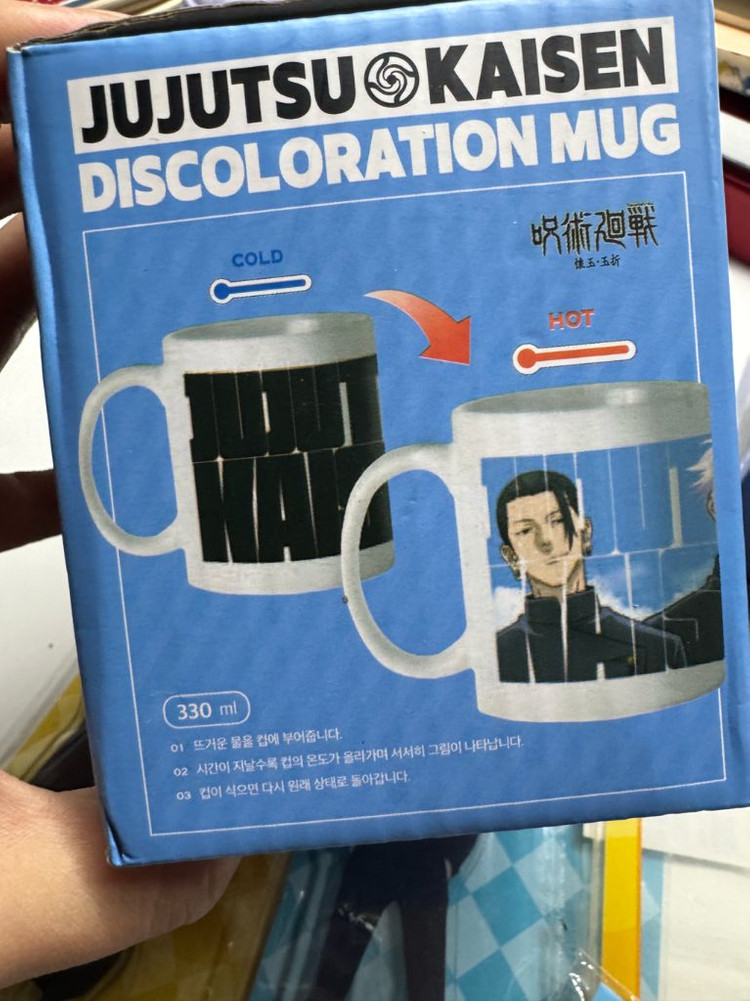 JUJUTSU KAISEN
DISCOLORATION MUG
呪術廻戦
懐玉·玉折
COLD
HOT
JUJUT
KAIS
330 ml
01 뜨거운 물을 컵에 부어줍니다.
02 시간이 지날수록 컵의 온도가 올라가며 서서히 그림이 나타납니다.
03 컵이 식으면 다시 원래 상태로 돌아갑니다.